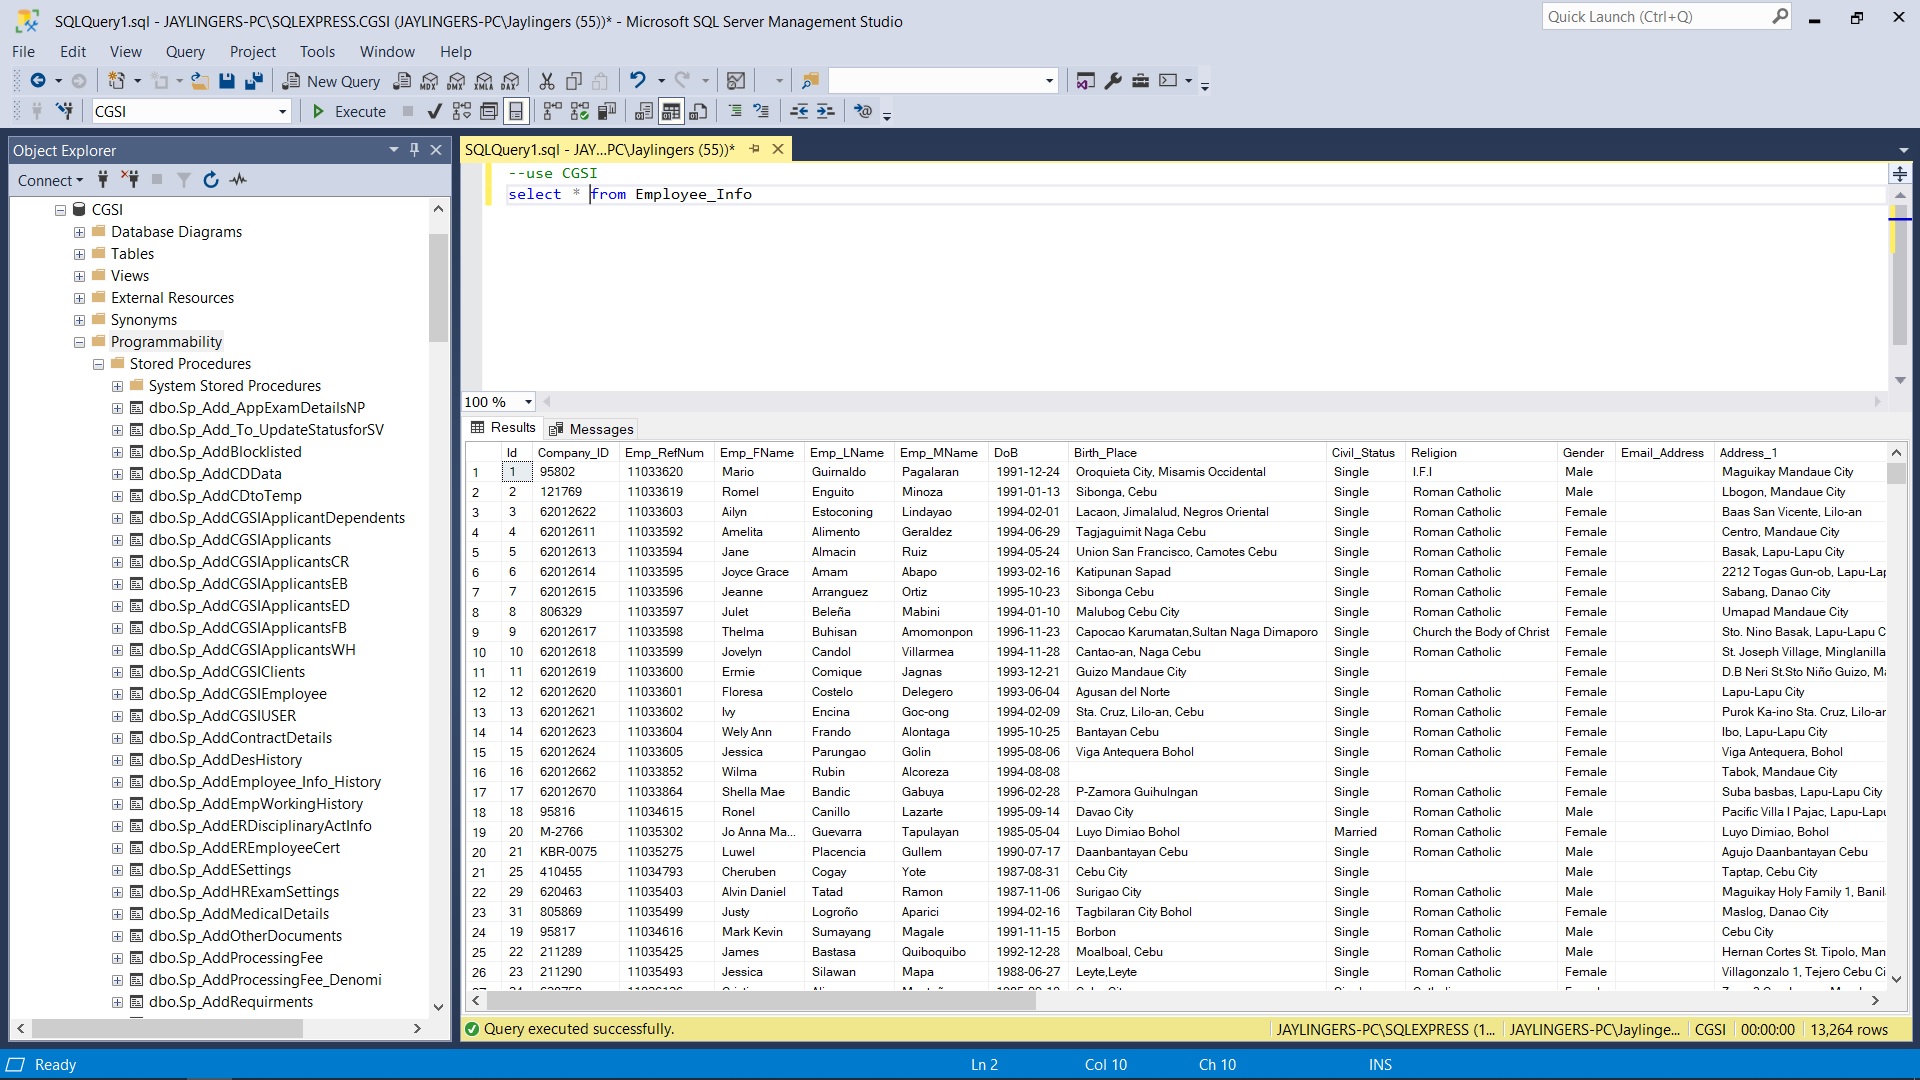 SQLQuery1.sql - JAYLINGERS-PC\SQLEXPRESS.CGSI (JAYLINGERS-PC\Jaylingers (55))* - Microsoft SQL Server Management Studio
Quick Launch (Ctrl+Q)
File Edit View Query Project Tools Window Help
New Query MDX DMX XMLA DAX
CGSI Execute
Object Explorer
Connect
CGSI
Database Diagrams
Tables
Views
External Resources
Synonyms
Programmability
Stored Procedures
System Stored Procedures
dbo.Sp_Add_AppExamDetailsNP
dbo.Sp_Add_To_UpdateStatusforSV
dbo.Sp_AddBlocklisted
dbo.Sp_AddCDData
dbo.Sp_AddCDtoTemp
dbo.Sp_AddCGSIApplicantDependents
dbo.Sp_AddCGSIApplicants
dbo.Sp_AddCGSIApplicantsCR
dbo.Sp_AddCGSIApplicantsEB
dbo.Sp_AddCGSIApplicantsED
dbo.Sp_AddCGSIApplicantsFB
dbo.Sp_AddCGSIApplicantsWH
dbo.Sp_AddCGSIClients
dbo.Sp_AddCGSIEmployee
dbo.Sp_AddCGSIUSER
dbo.Sp_AddContractDetails
dbo.Sp_AddDesHistory
dbo.Sp_AddEmployee_Info_History
dbo.Sp_AddEmpWorkingHistory
dbo.Sp_AddERDisciplinaryActInfo
dbo.Sp_AddEREmployeeCert
dbo.Sp_AddESettings
dbo.Sp_AddHRExamSettings
dbo.Sp_AddMedicalDetails
dbo.Sp_AddOtherDocuments
dbo.Sp_AddProcessingFee
dbo.Sp_AddProcessingFee_Denomi
dbo.Sp_AddRequirments
SQLQuery1.sql - JAY...PC\Jaylingers (55))*
--use CGSI
select * from Employee_Info
100 %
Results Messages
Id Company_ID Emp_RefNum Emp_FName Emp_LName Emp_MName DoB Birth_Place Civil_Status Religion Gender Email_Address Address_1
1 1 95802 11033620 Mario Guirnaldo Pagalaran 1991-12-24 Oroquieta City, Misamis Occidental Single I.F.I Male Maguikay Mandaue City
2 2 121769 11033619 Romel Enguito Minoza 1991-01-13 Sibonga, Cebu Single Roman Catholic Male Lbogon, Mandaue City
3 3 62012622 11033603 Ailyn Estoconing Lindayao 1994-02-01 Lacaon, Jimalalud, Negros Oriental Single Roman Catholic Female Baas San Vicente, Lilo-an
4 4 62012611 11033592 Amelita Alimento Geraldez 1994-06-29 Tagjaguimit Naga Cebu Single Roman Catholic Female Centro, Mandaue City
5 5 62012613 11033594 Jane Almacin Ruiz 1994-05-24 Union San Francisco, Camotes Cebu Single Roman Catholic Female Basak, Lapu-Lapu City
6 6 62012614 11033595 Joyce Grace Amam Abapo 1993-02-16 Katipunan Sapad Single Roman Catholic Female 2212 Togas Gun-ob, Lapu-Lap
7 7 62012615 11033596 Jeanne Arranguez Ortiz 1995-10-23 Sibonga Cebu Single Roman Catholic Female Sabang, Danao City
8 8 806329 11033597 Julet Beleña Mabini 1994-01-10 Malubog Cebu City Single Roman Catholic Female Umapad Mandaue City
9 9 62012617 11033598 Thelma Buhisan Amomonpon 1996-11-23 Capocao Karumatan,Sultan Naga Dimaporo Single Church the Body of Christ Female Sto. Nino Basak, Lapu-Lapu C
10 10 62012618 11033599 Jovelyn Candol Villarmea 1994-11-28 Cantao-an, Naga Cebu Single Roman Catholic Female St. Joseph Village, Minglanilla
11 11 62012619 11033600 Ermie Comique Jagnas 1993-12-21 Guizo Mandaue City Single Female D.B Neri St.Sto Niño Guizo, Ma
12 12 62012620 11033601 Floresa Costelo Delegero 1993-06-04 Agusan del Norte Single Roman Catholic Female Lapu-Lapu City
13 13 62012621 11033602 Ivy Encina Goc-ong 1994-02-09 Sta. Cruz, Lilo-an, Cebu Single Roman Catholic Female Purok Ka-ino Sta. Cruz, Lilo-ar
14 14 62012623 11033604 Wely Ann Frando Alontaga 1995-10-25 Bantayan Cebu Single Roman Catholic Female Ibo, Lapu-Lapu City
15 15 62012624 11033605 Jessica Parungao Golin 1995-08-06 Viga Antequera Bohol Single Roman Catholic Female Viga Antequera, Bohol
16 16 62012662 11033852 Wilma Rubin Alcoreza 1994-08-08 Single Female Tabok, Mandaue City
17 17 62012670 11033864 Shella Mae Bandic Gabuya 1996-02-28 P-Zamora Guihulngan Single Roman Catholic Female Suba basbas, Lapu-Lapu City
18 18 95816 11034615 Ronel Canillo Lazarte 1995-09-14 Davao City Single Roman Catholic Male Pacific Villa I Pajac, Lapu-Lapu
19 20 M-2766 11035302 Jo Anna Ma... Guevarra Tapulayan 1985-05-04 Luyo Dimiao Bohol Married Roman Catholic Female Luyo Dimiao, Bohol
20 21 KBR-0075 11035275 Luwel Placencia Gullem 1990-07-17 Daanbantayan Cebu Single Roman Catholic Male Agujo Daanbantayan Cebu
21 25 410455 11034793 Cheruben Cogay Yote 1987-08-31 Cebu City Single Male Taptap, Cebu City
22 29 620463 11035403 Alvin Daniel Tatad Ramon 1987-11-06 Surigao City Single Roman Catholic Male Maguikay Holy Family 1, Banil
23 31 805869 11035499 Justy Logroño Aparici 1994-02-16 Tagbilaran City Bohol Single Roman Catholic Female Maslog, Danao City
24 19 95817 11034616 Mark Kevin Sumayang Magale 1991-11-15 Borbon Single Roman Catholic Male Cebu City
25 22 211289 11035425 James Bastasa Quiboquibo 1992-12-28 Moalboal, Cebu Single Roman Catholic Male Hernan Cortes St. Tipolo, Man
26 23 211290 11035493 Jessica Silawan Mapa 1988-06-27 Leyte,Leyte Single Roman Catholic Female Villagonzalo 1, Tejero Cebu Ci
Query executed successfully. JAYLINGERS-PC\SQLEXPRESS (1... JAYLINGERS-PC\Jaylinge... CGSI 00:00:00 13,264 rows
Ready Ln 2 Col 10 Ch 10 INS